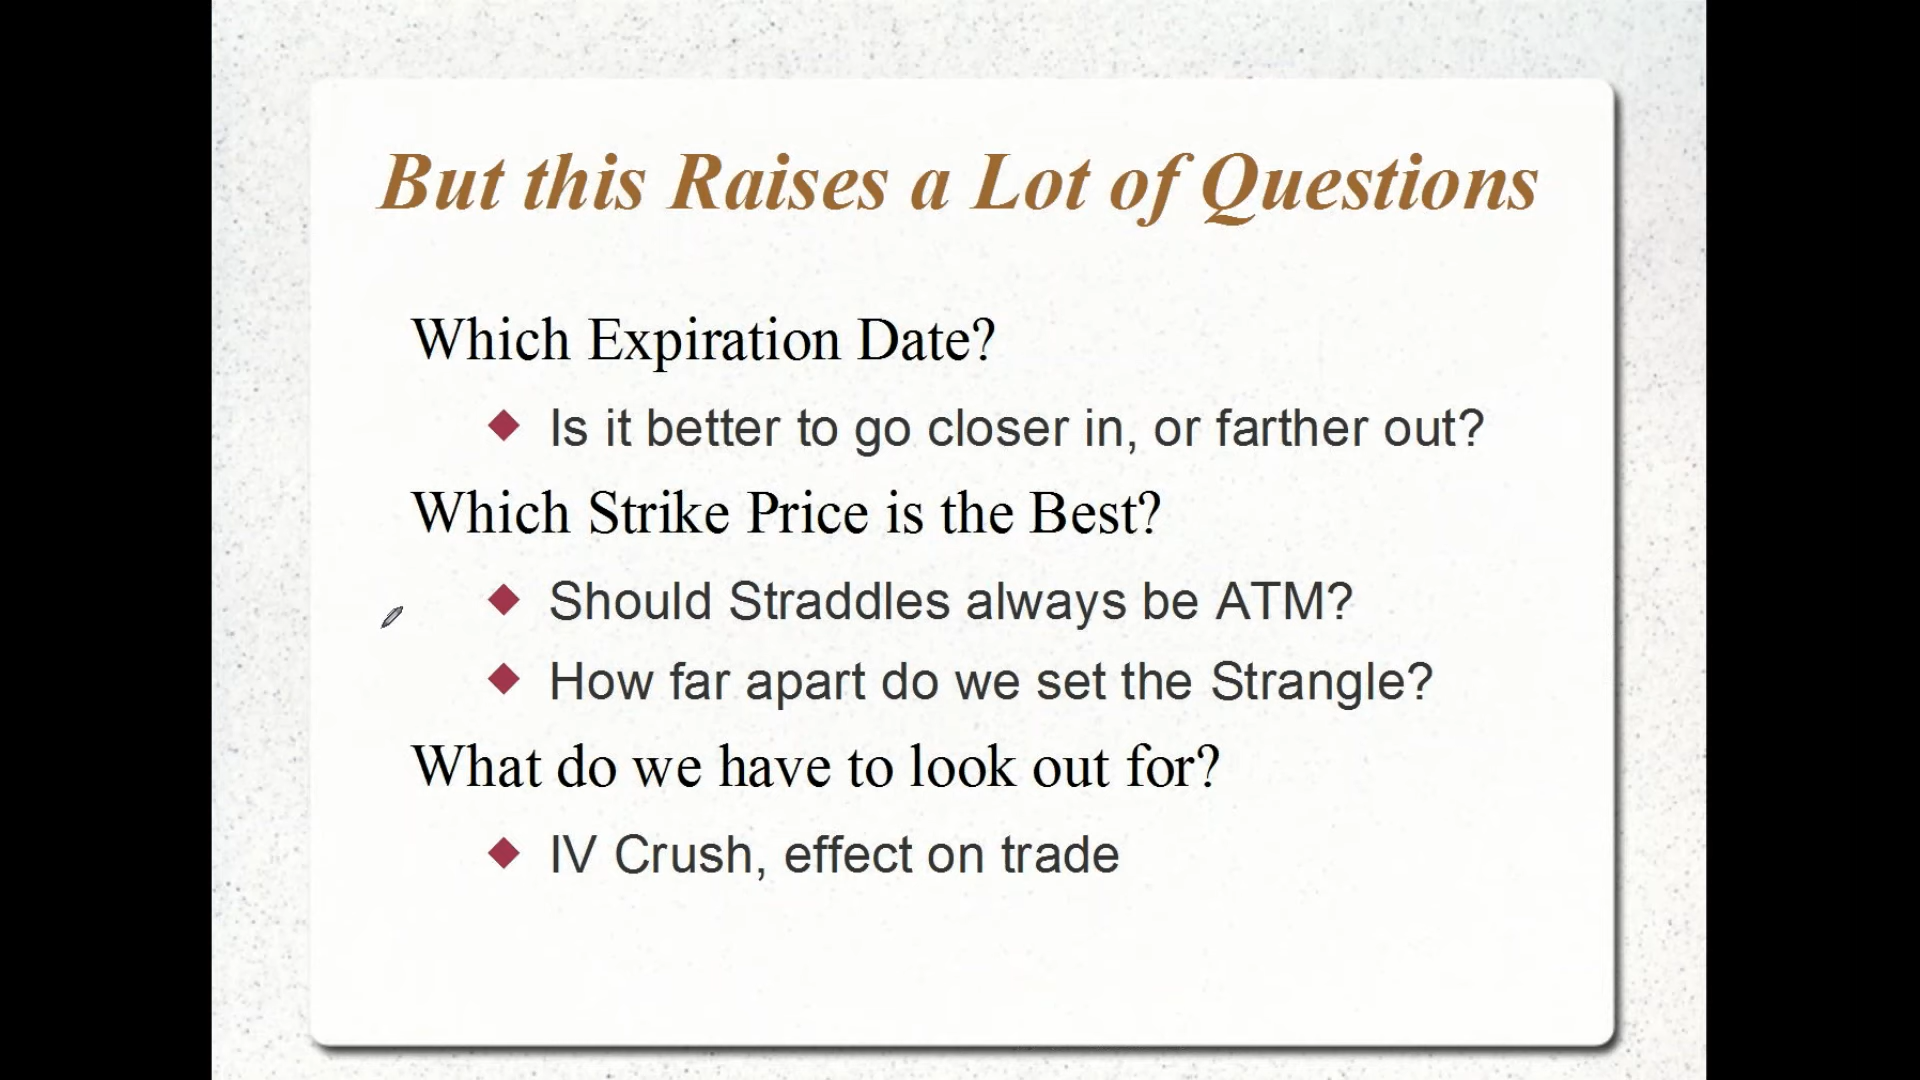 But this Raises a Lot of Questions
Which Expiration Date?
Is it better to go closer in, or farther out?
Which Strike Price is the Best?
Should Straddles always be ATM?
How far apart do we set the Strangle?
What do we have to look out for?
IV Crush, effect on trade